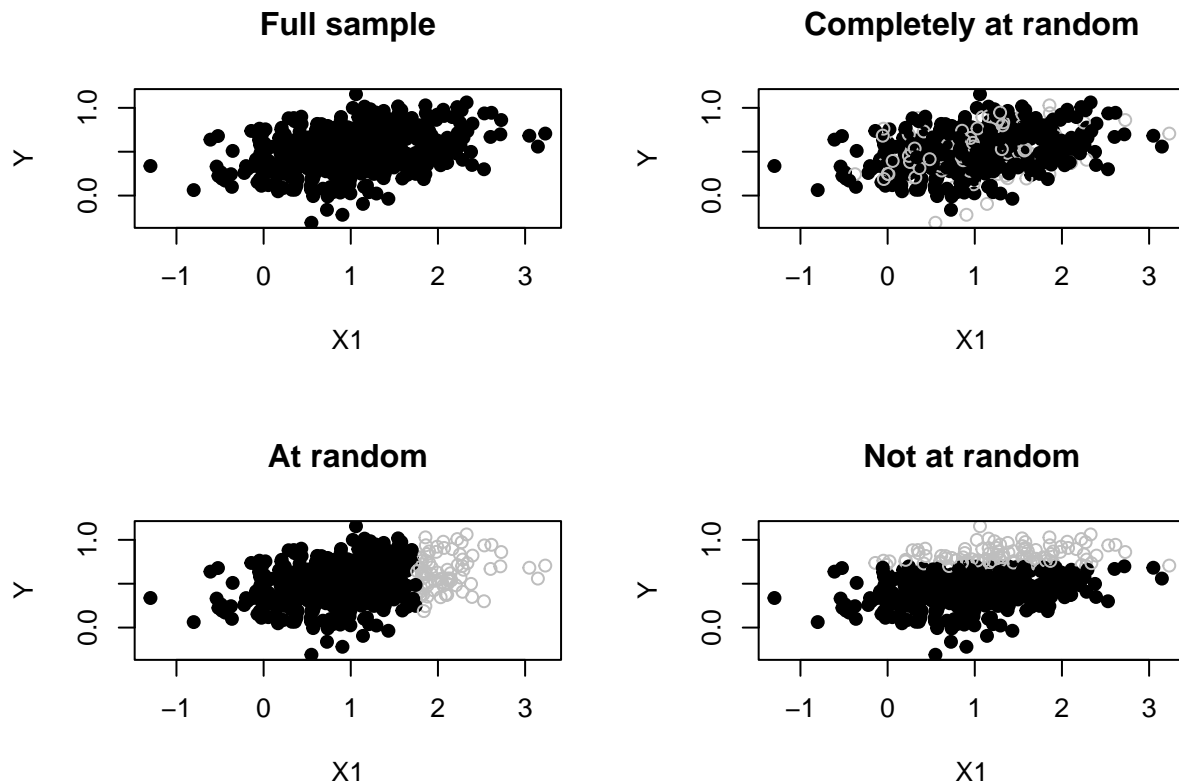 Full sample
Y
0.0
1.0
−1 0 1 2 3
X1
Completely at random
Y
0.0
1.0
−1 0 1 2 3
X1
At random
Y
0.0
1.0
−1 0 1 2 3
X1
Not at random
Y
0.0
1.0
−1 0 1 2 3
X1